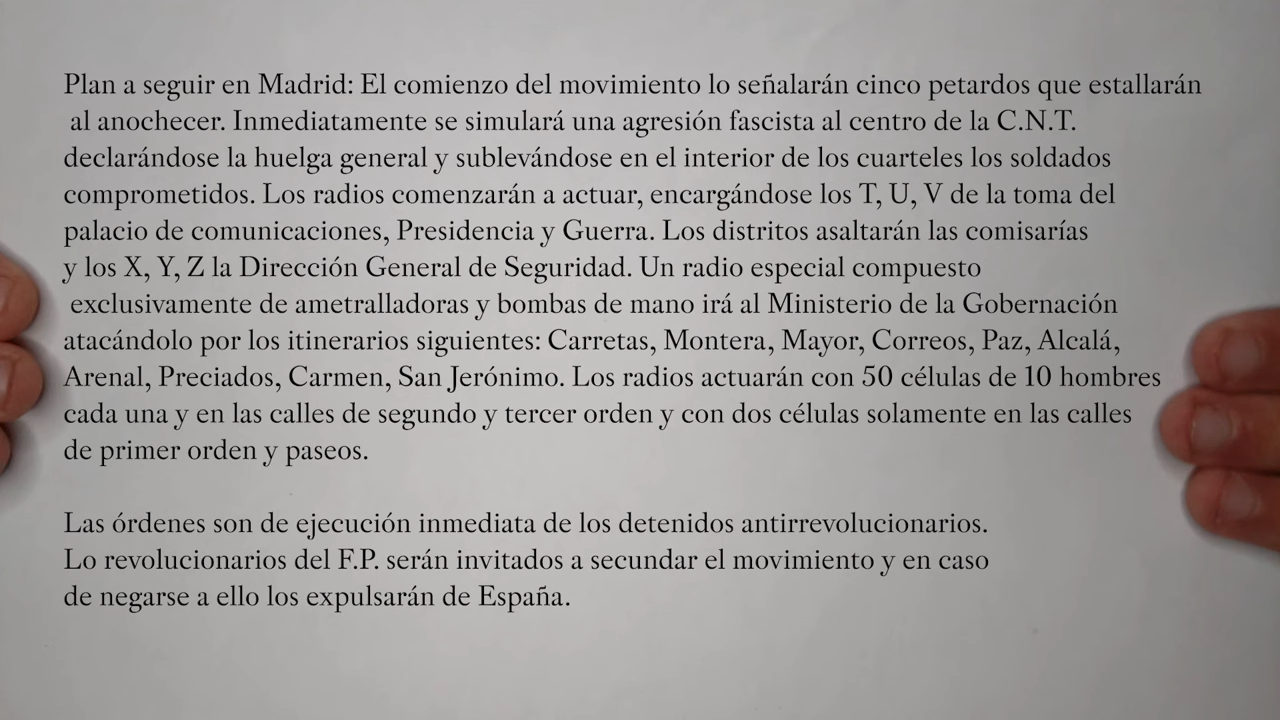 Plan a seguir en Madrid: El comienzo del movimiento lo señalarán cinco petardos que estallarán
al anochecer. Inmediatamente se simulará una agresión fascista al centro de la C.N.T.
declarándose la huelga general y sublevándose en el interior de los cuarteles los soldados
comprometidos. Los radios comenzarán a actuar, encargándose los T, U, V de la toma del
palacio de comunicaciones, Presidencia y Guerra. Los distritos asaltarán las comisarías
y los X, Y, Z la Dirección General de Seguridad. Un radio especial compuesto
exclusivamente de ametralladoras y bombas de mano irá al Ministerio de la Gobernación
atacándolo por los itinerarios siguientes: Carretas, Montera, Mayor, Correos, Paz, Alcalá,
Arenal, Preciados, Carmen, San Jerónimo. Los radios actuarán con 50 células de 10 hombres
cada una y en las calles de segundo y tercer orden y con dos células solamente en las calles
de primer orden y paseos.
Las órdenes son de ejecución inmediata de los detenidos antirrevolucionarios.
Lo revolucionarios del F.P. serán invitados a secundar el movimiento y en caso
de negarse a ello los expulsarán de España.